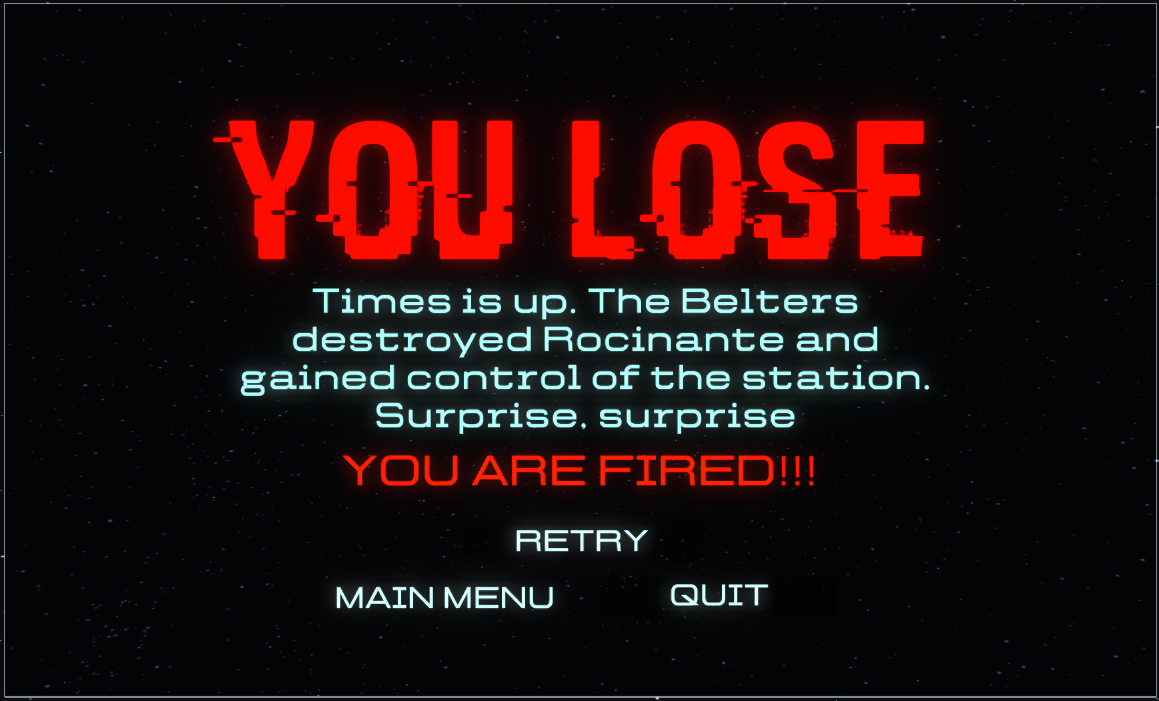 YOU LOSE
Times is up. The Belters
destroyed Rocinante and
gained control of the station.
Surprise, surprise
YOU ARE FIRED!!!
RETRY
MAIN MENU
QUIT